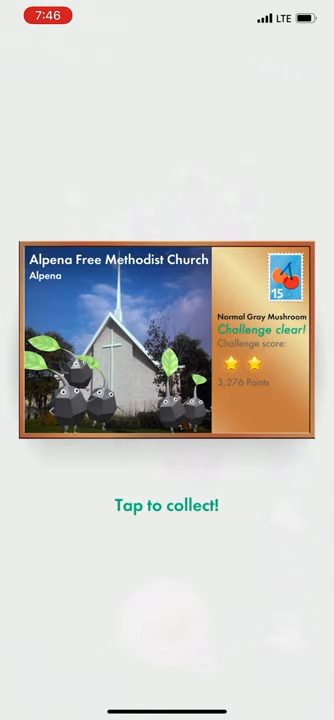 7:46
LTE
Alpena Free Methodist Church
Alpena
15
Normal Gray Mushroom
Challenge clear!
Challenge score:
3,276 Points
Tap to collect!